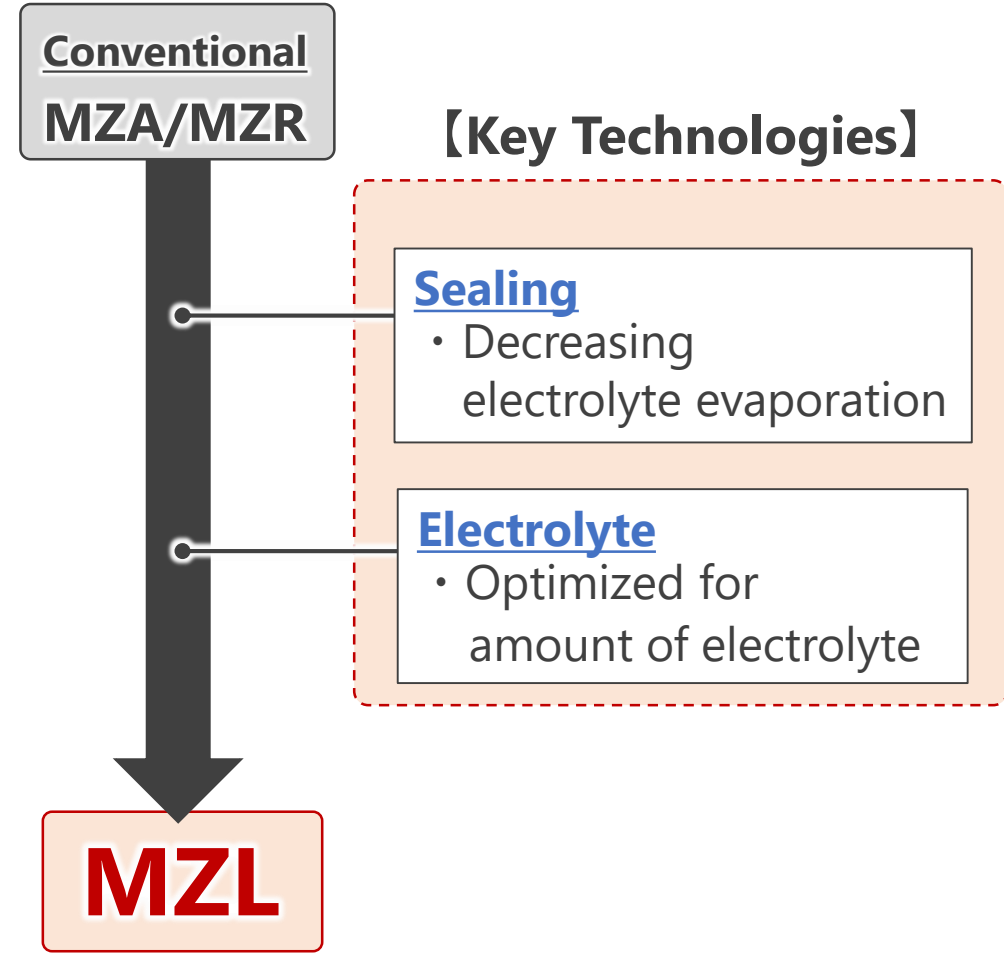 Conventional
MZA/MZR
【Key Technologies】
Sealing
・Decreasing
electrolyte evaporation
Electrolyte
・Optimized for
amount of electrolyte
MZL